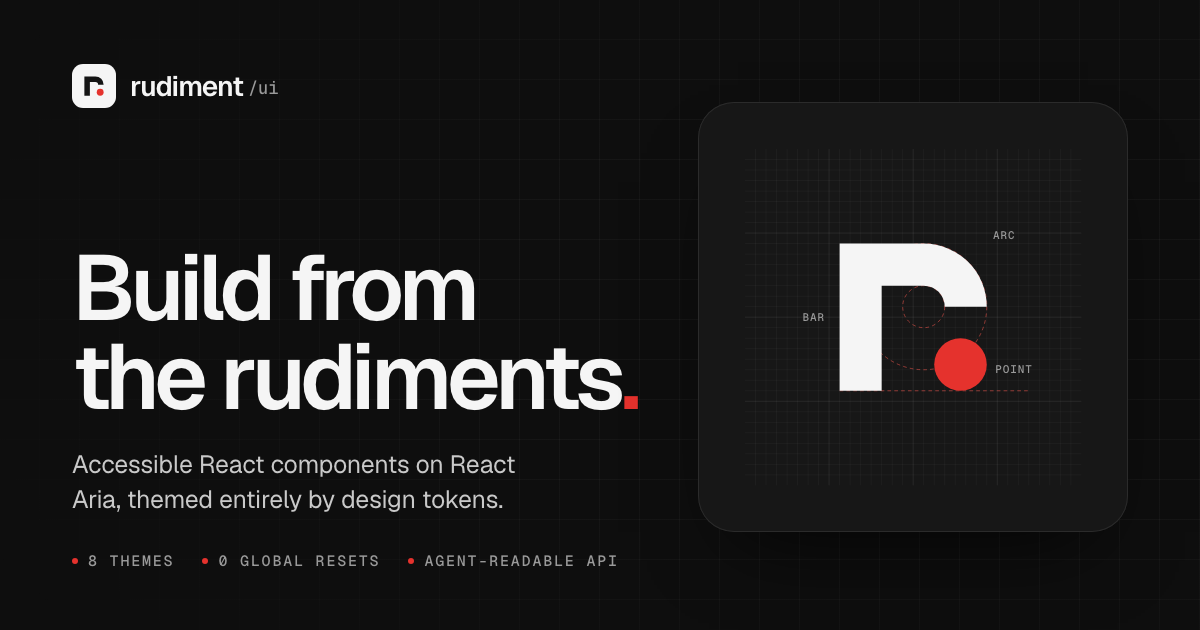 rudiment /ui
Build from
the rudiments.
Accessible React components on React
Aria, themed entirely by design tokens.
8 THEMES
0 GLOBAL RESETS
AGENT-READABLE API
ARC
BAR
POINT